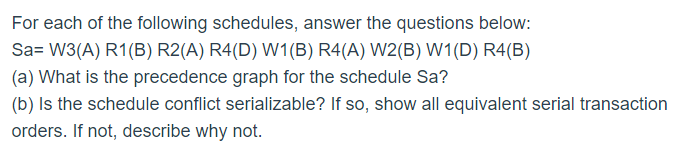 For each of the following schedules, answer the questions below:
Sa= W3(A) R1(B) R2(A) R4(D) W1(B) R4(A) W2(B) W1(D) R4(B)
(a) What is the precedence graph for the schedule Sa?
(b) Is the schedule conflict serializable? If so, show all equivalent serial transaction
orders. If not, describe why not.